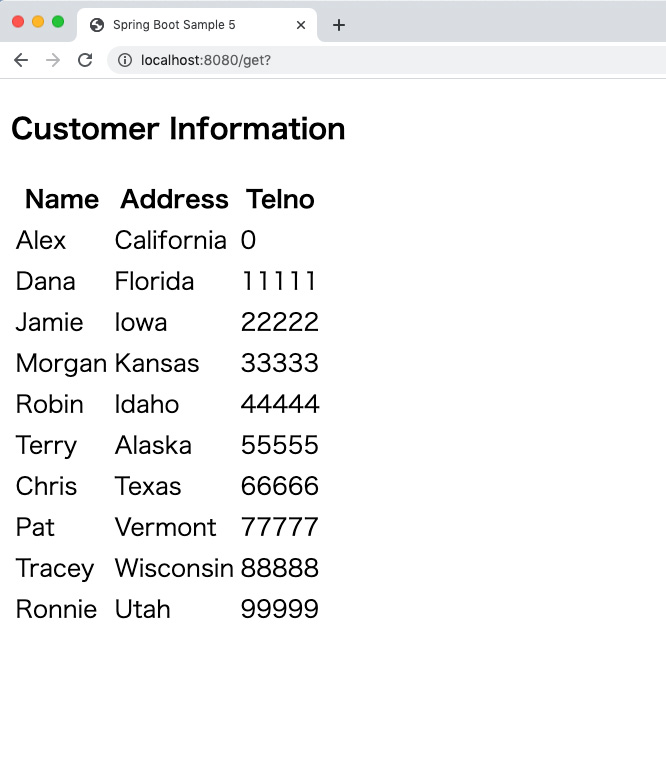 Spring Boot Sample 5
localhost:8080/get?
Customer Information
Name Address Telno
Alex California 0
Dana Florida 11111
Jamie Iowa 22222
Morgan Kansas 33333
Robin Idaho 44444
Terry Alaska 55555
Chris Texas 66666
Pat Vermont 77777
Tracey Wisconsin 88888
Ronnie Utah 99999